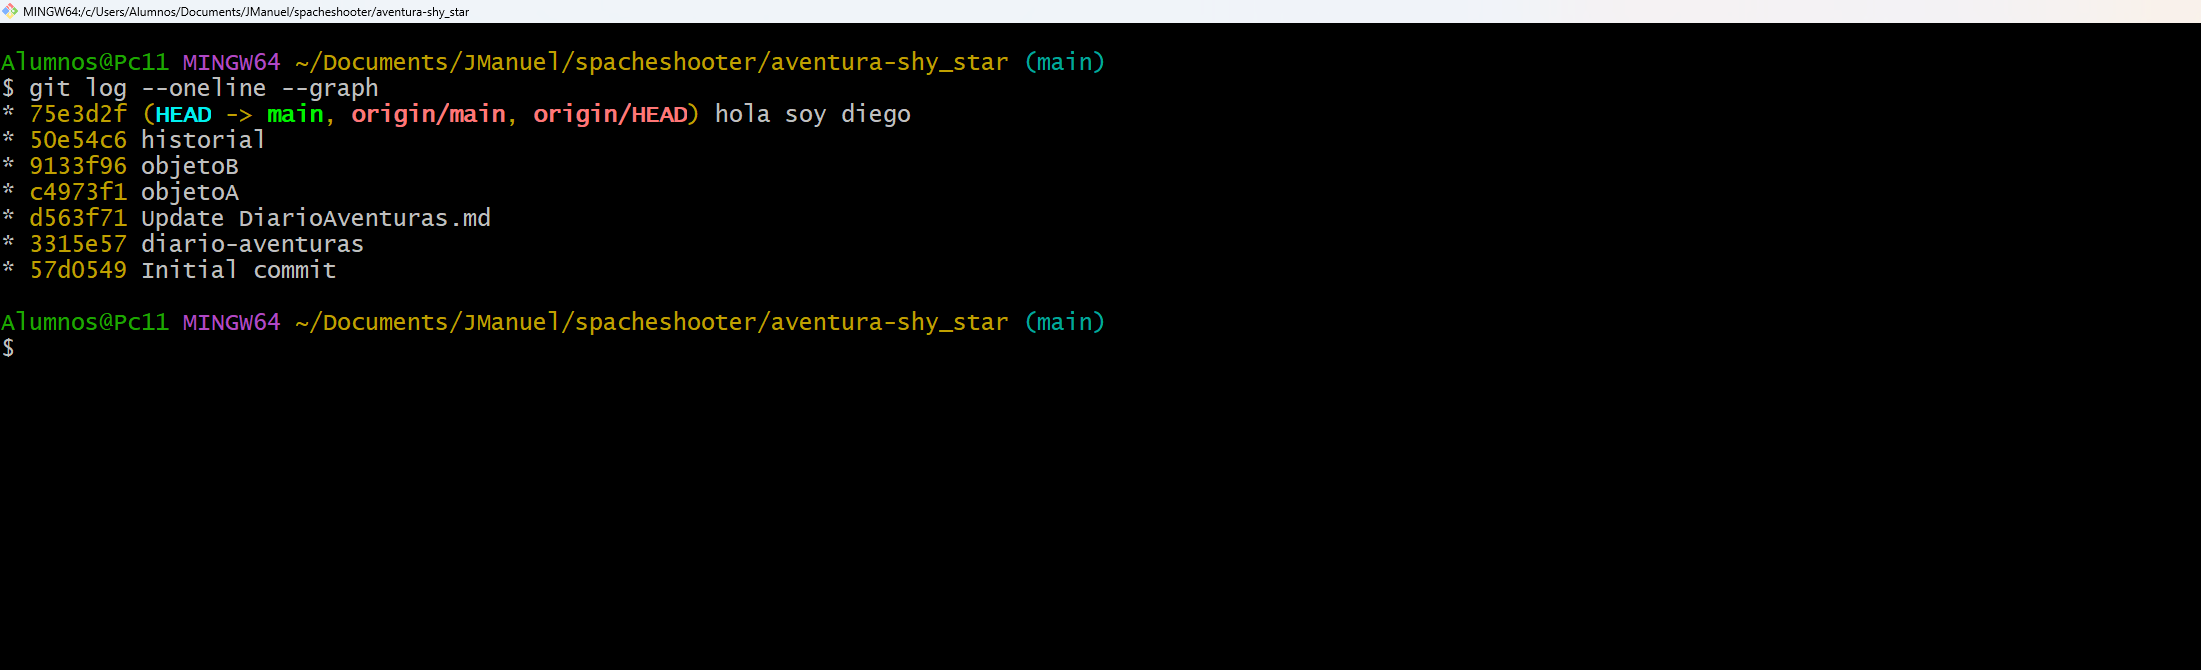 MINGW64:/c/Users/Alumnos/Documents/JManuel/spacheshooter/aventura-shy_star
Alumnos@Pc11 MINGW64 ~/Documents/JManuel/spacheshooter/aventura-shy_star (main)
$ git log --oneline --graph
* 75e3d2f (HEAD -> main, origin/main, origin/HEAD) hola soy diego
* 50e54c6 historial
* 9133f96 objetoB
* c4973f1 objetoA
* d563f71 Update DiarioAventuras.md
* 3315e57 diario-aventuras
* 57d0549 Initial commit
Alumnos@Pc11 MINGW64 ~/Documents/JManuel/spacheshooter/aventura-shy_star (main)
$